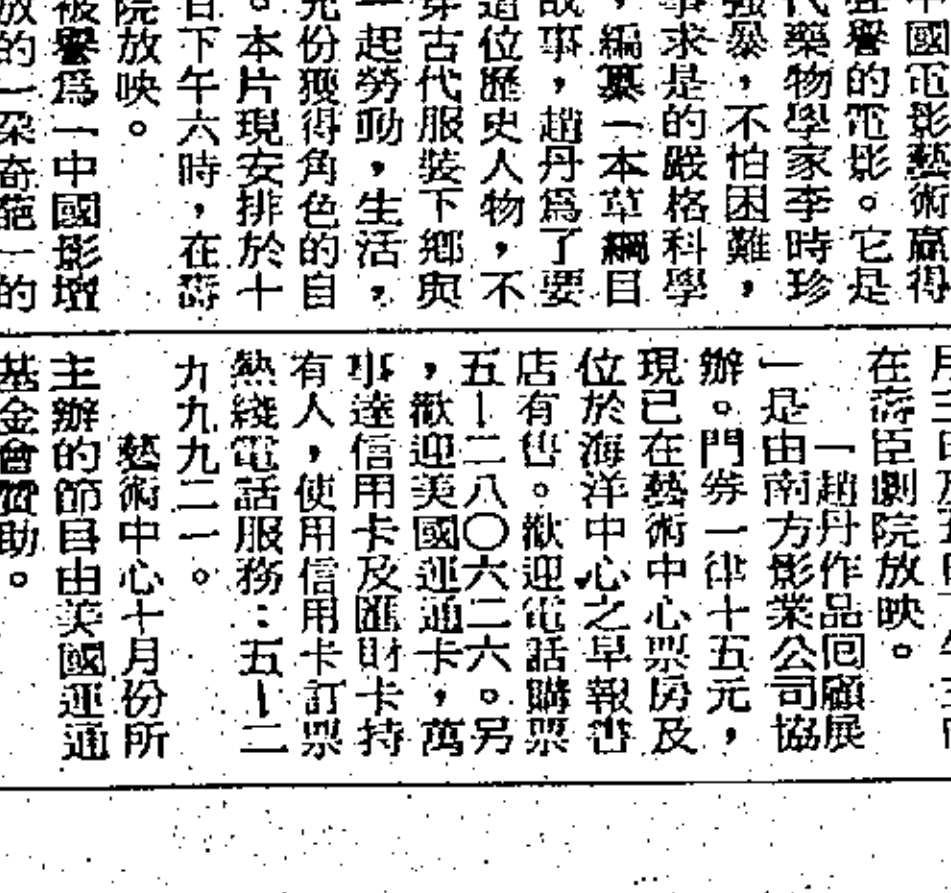 中國電影藝術贏得
聲譽的電影。它是
代藥物學家李時珍
强暴,不怕困難,
事求是的嚴格科學
,編纂一本草綱目
故事,趙丹爲了要
這位歷史人物,不
穿古代服裝下鄉與
一起勞動,生活,
充份獲得角色的自
。本片現安排於十
日下午六時,在壽
院放映。
被譽爲一中國影壇
放的一朶奇葩一的
在壽臣劇院放映。
一趙丹作品回顧展
一是由南方影業公司協
辦。門券一律十五元,
現已在藝術中心票房及
位於海洋中心之早報書
店有售。歡迎電話購票
五-二八〇六二六。另
,歡迎美國運通卡,萬
事達信用卡及匯財卡持
有人,使用信用卡訂票
熱綫電話服務:五-二
九九九二一。
藝術中心十月份所
主辦的節目由美國運通
基金會贊助。